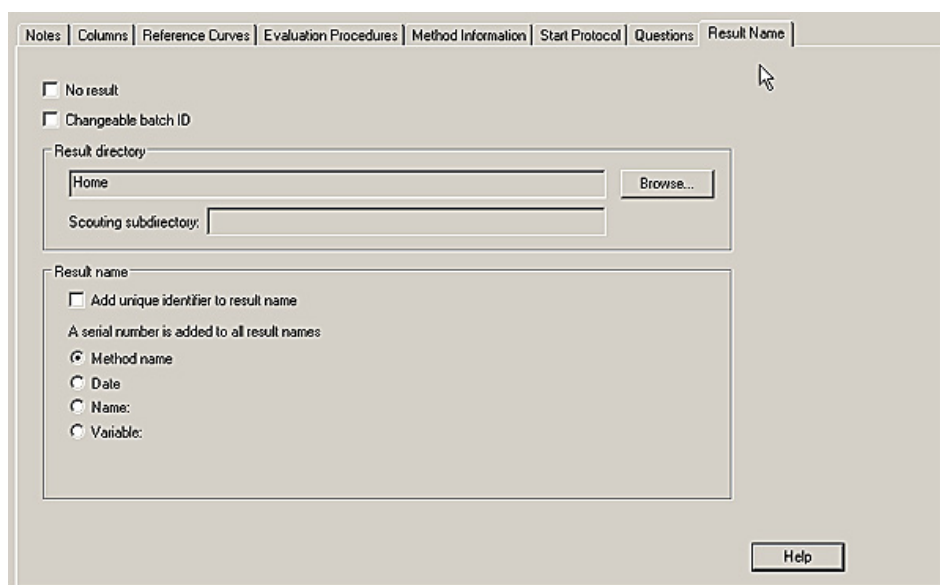 Notes Columns Reference Curves Evaluation Procedures Method Information Start Protocol Questions Result Name
No result
Changeable batch ID
Result directory
Home Browse...
Scouting subdirectory:
Result name
Add unique identifier to result name
A serial number is added to all result names
Method name
Date
Name:
Variable:
Help